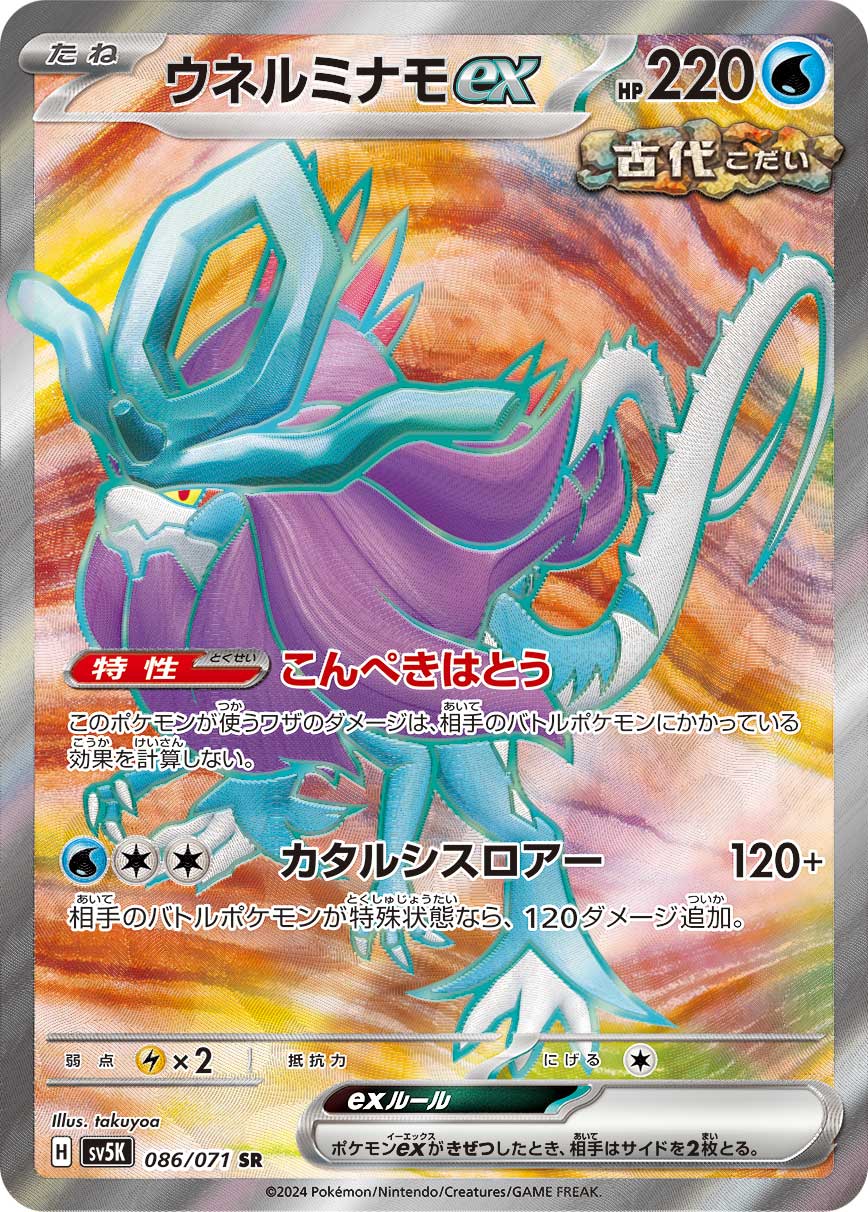 たね ウネルミナモex HP220
古代 こだい
特性 とくせい こんぺきはとう
このポケモンが使うワザのダメージは、相手のバトルポケモンにかかっている
効果を計算しない。
カタルシスロアー 120+
相手のバトルポケモンが特殊状態なら、120ダメージ追加。
弱点 ×2 抵抗力 にげる
exルール
ポケモンexがきぜつしたとき、相手はサイドを2枚とる。
Illus. takuyoa
H sv5K 086/071 SR
©2024 Pokémon/Nintendo/Creatures/GAME FREAK.